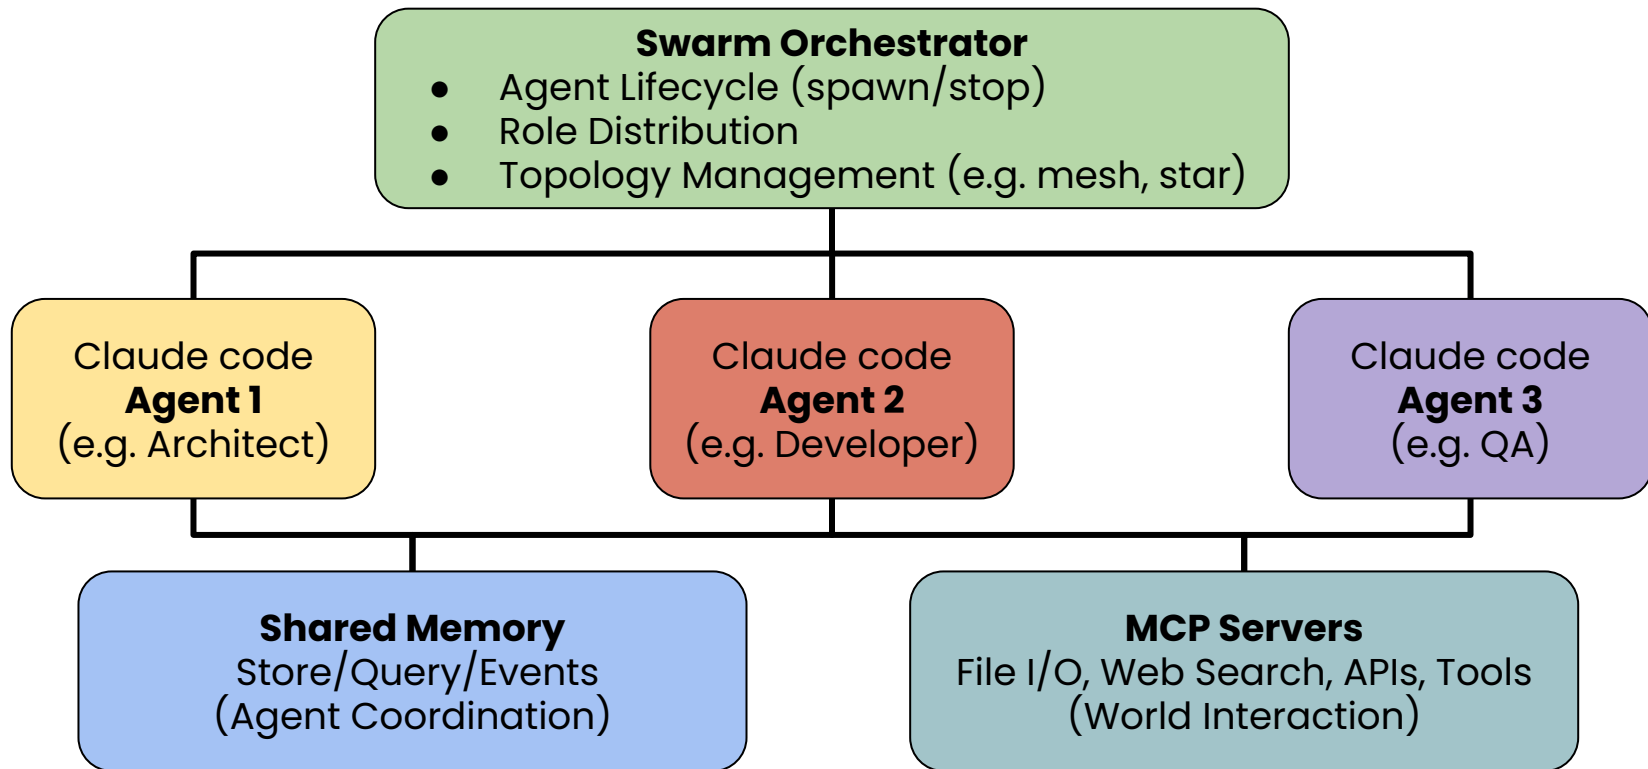 Swarm Orchestrator
● Agent Lifecycle (spawn/stop)
● Role Distribution
● Topology Management (e.g. mesh, star)
Claude code
Agent 1
(e.g. Architect)
Claude code
Agent 2
(e.g. Developer)
Claude code
Agent 3
(e.g. QA)
Shared Memory
Store/Query/Events
(Agent Coordination)
MCP Servers
File I/O, Web Search, APIs, Tools
(World Interaction)